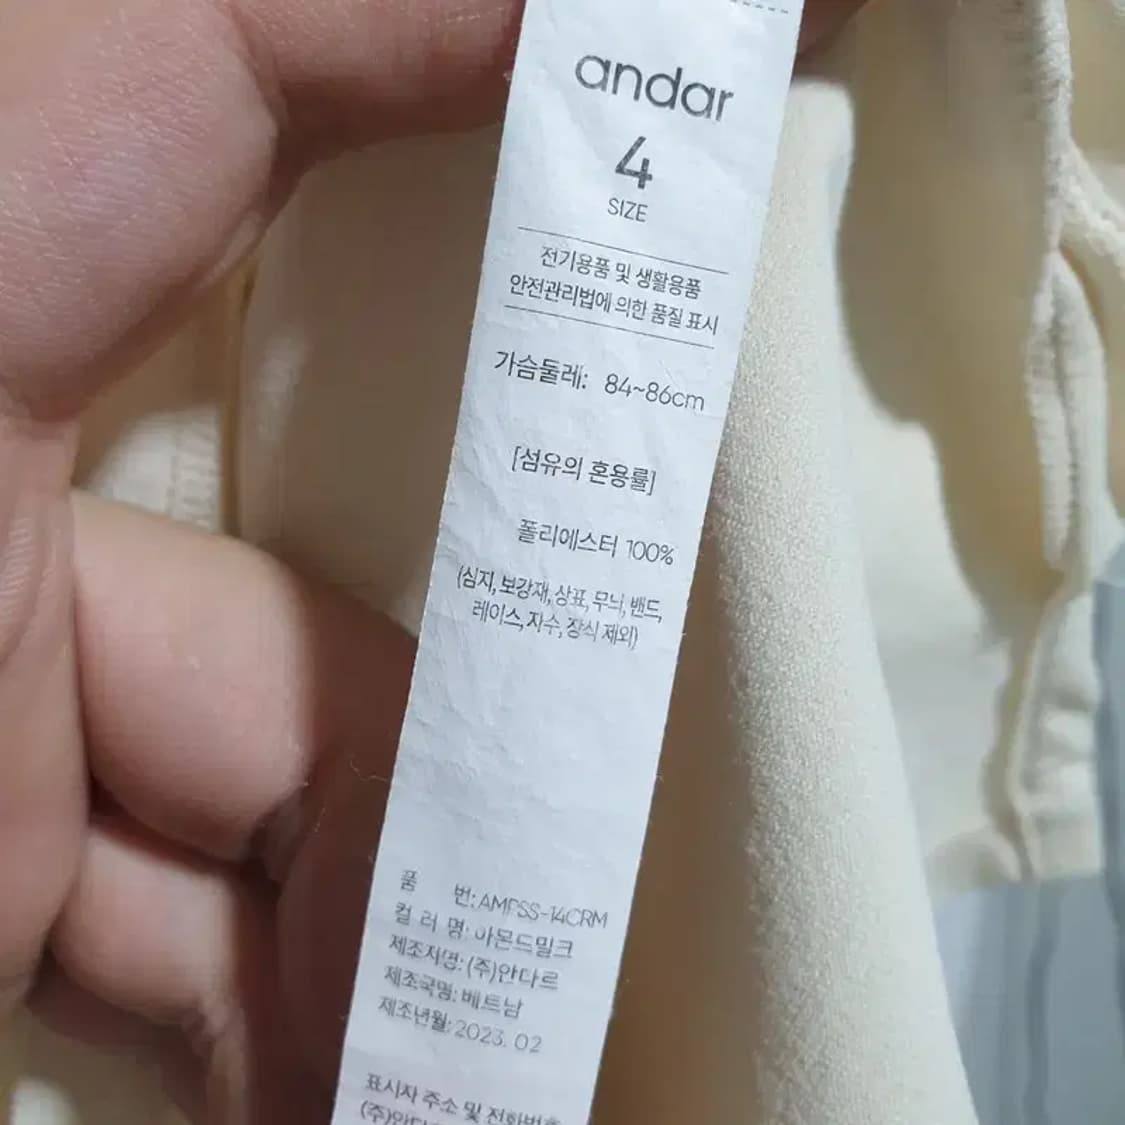 andar
4
SIZE
전기용품 및 생활용품
안전관리법에 의한 품질 표시
가슴둘레: 84~86cm
[섬유의 혼용률]
폴리에스터 100%
(심지, 보강재, 상표, 무늬, 밴드,
레이스, 자수, 장식 제외)
품 번: AMFSS-14CRM
컬 러 명: 아몬드밀크
제조자명: (주)안다르
제조국명: 베트남
제조년월: 2023. 02
표시자 주소 및 전화번호
(주)안다르